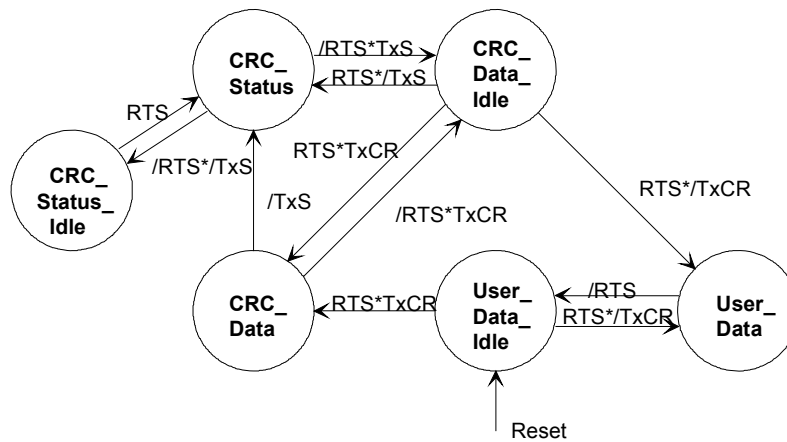 CRC_
Status
/RTS*TxS
RTS*/TxS
CRC_
Data_
Idle
RTS
/RTS*/TxS
CRC_
Status_
Idle
/TxS
RTS*TxCR
/RTS*TxCR
RTS*/TxCR
CRC_
Data
RTS*TxCR
User_
Data_
Idle
/RTS
RTS*/TxCR
User_
Data
Reset